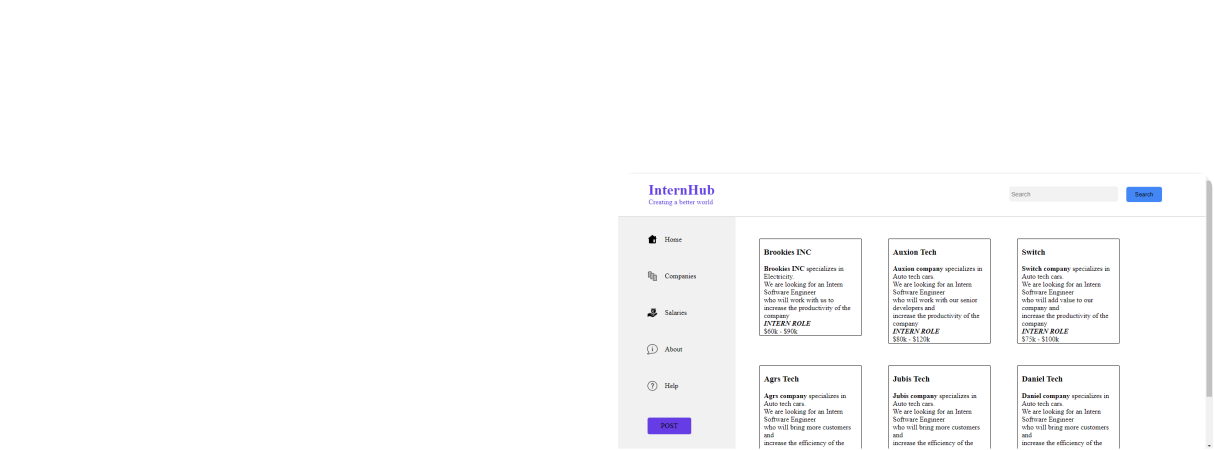 InternHub
Creating a better world
Search
Search
Home
Companies
Salaries
About
Help
POST
Brookies INC
Brookies INC specializes in
Electricity.
We are looking for an Intern
Software Engineer
who will work with us to
increase the productivity of the
company
INTERN ROLE
$60k - $90k
Auxion Tech
Auxion company specializes in
Auto tech cars.
We are looking for an Intern
Software Engineer
who will work with our senior
developers and
increase the productivity of the
company
INTERN ROLE
$80k - $120k
Switch
Switch company specializes in
Auto tech cars.
We are looking for an Intern
Software Engineer
who will add value to our
company and
increase the productivity of the
company
INTERN ROLE
$75k - $100k
Agrs Tech
Agrs company specializes in
Auto tech cars.
We are looking for an Intern
Software Engineer
who will bring more customers
and
increase the efficiency of the
Jubis Tech
Jubis company specializes in
Auto tech cars.
We are looking for an Intern
Software Engineer
who will bring more customers
and
increase the efficiency of the
Daniel Tech
Daniel company specializes in
Auto tech cars.
We are looking for an Intern
Software Engineer
who will bring more customers
and
increase the efficiency of the